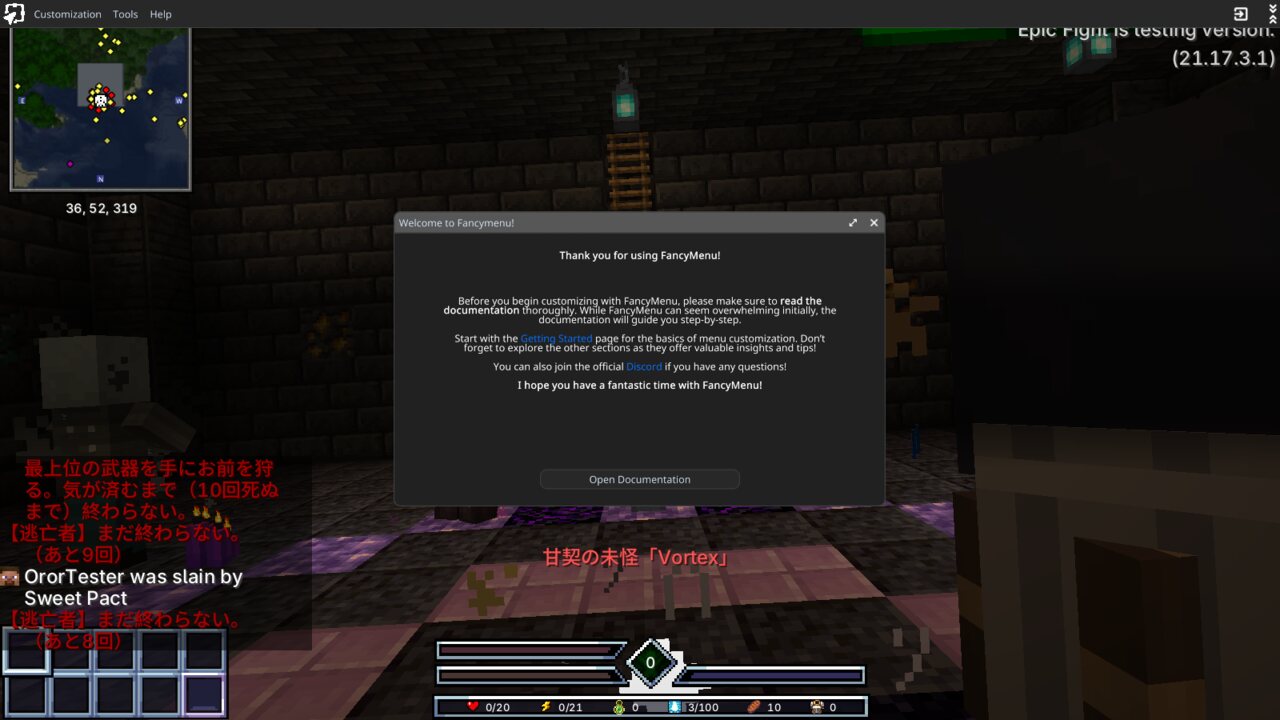 Customization Tools Help
Epic Fight is testing version.
(21.17.3.1)
E
W
N
36, 52, 319
Welcome to Fancymenu!
Thank you for using FancyMenu!
Before you begin customizing with FancyMenu, please make sure to read the
documentation thoroughly. While FancyMenu can seem overwhelming initially, the
documentation will guide you step-by-step.
Start with the Getting Started page for the basics of menu customization. Don't
forget to explore the other sections as they offer valuable insights and tips!
You can also join the official Discord if you have any questions!
I hope you have a fantastic time with FancyMenu!
Open Documentation
最上位の武器を手にお前を狩
る。気が済むまで（10回死ぬ
まで）終わらない。
【逃亡者】まだ終わらない。
（あと9回）
OrorTester was slain by
Sweet Pact
【逃亡者】まだ終わらない。
（あと8回）
甘契の未怪「Vortex」
0
0/20 0/21 0 3/100 10 0